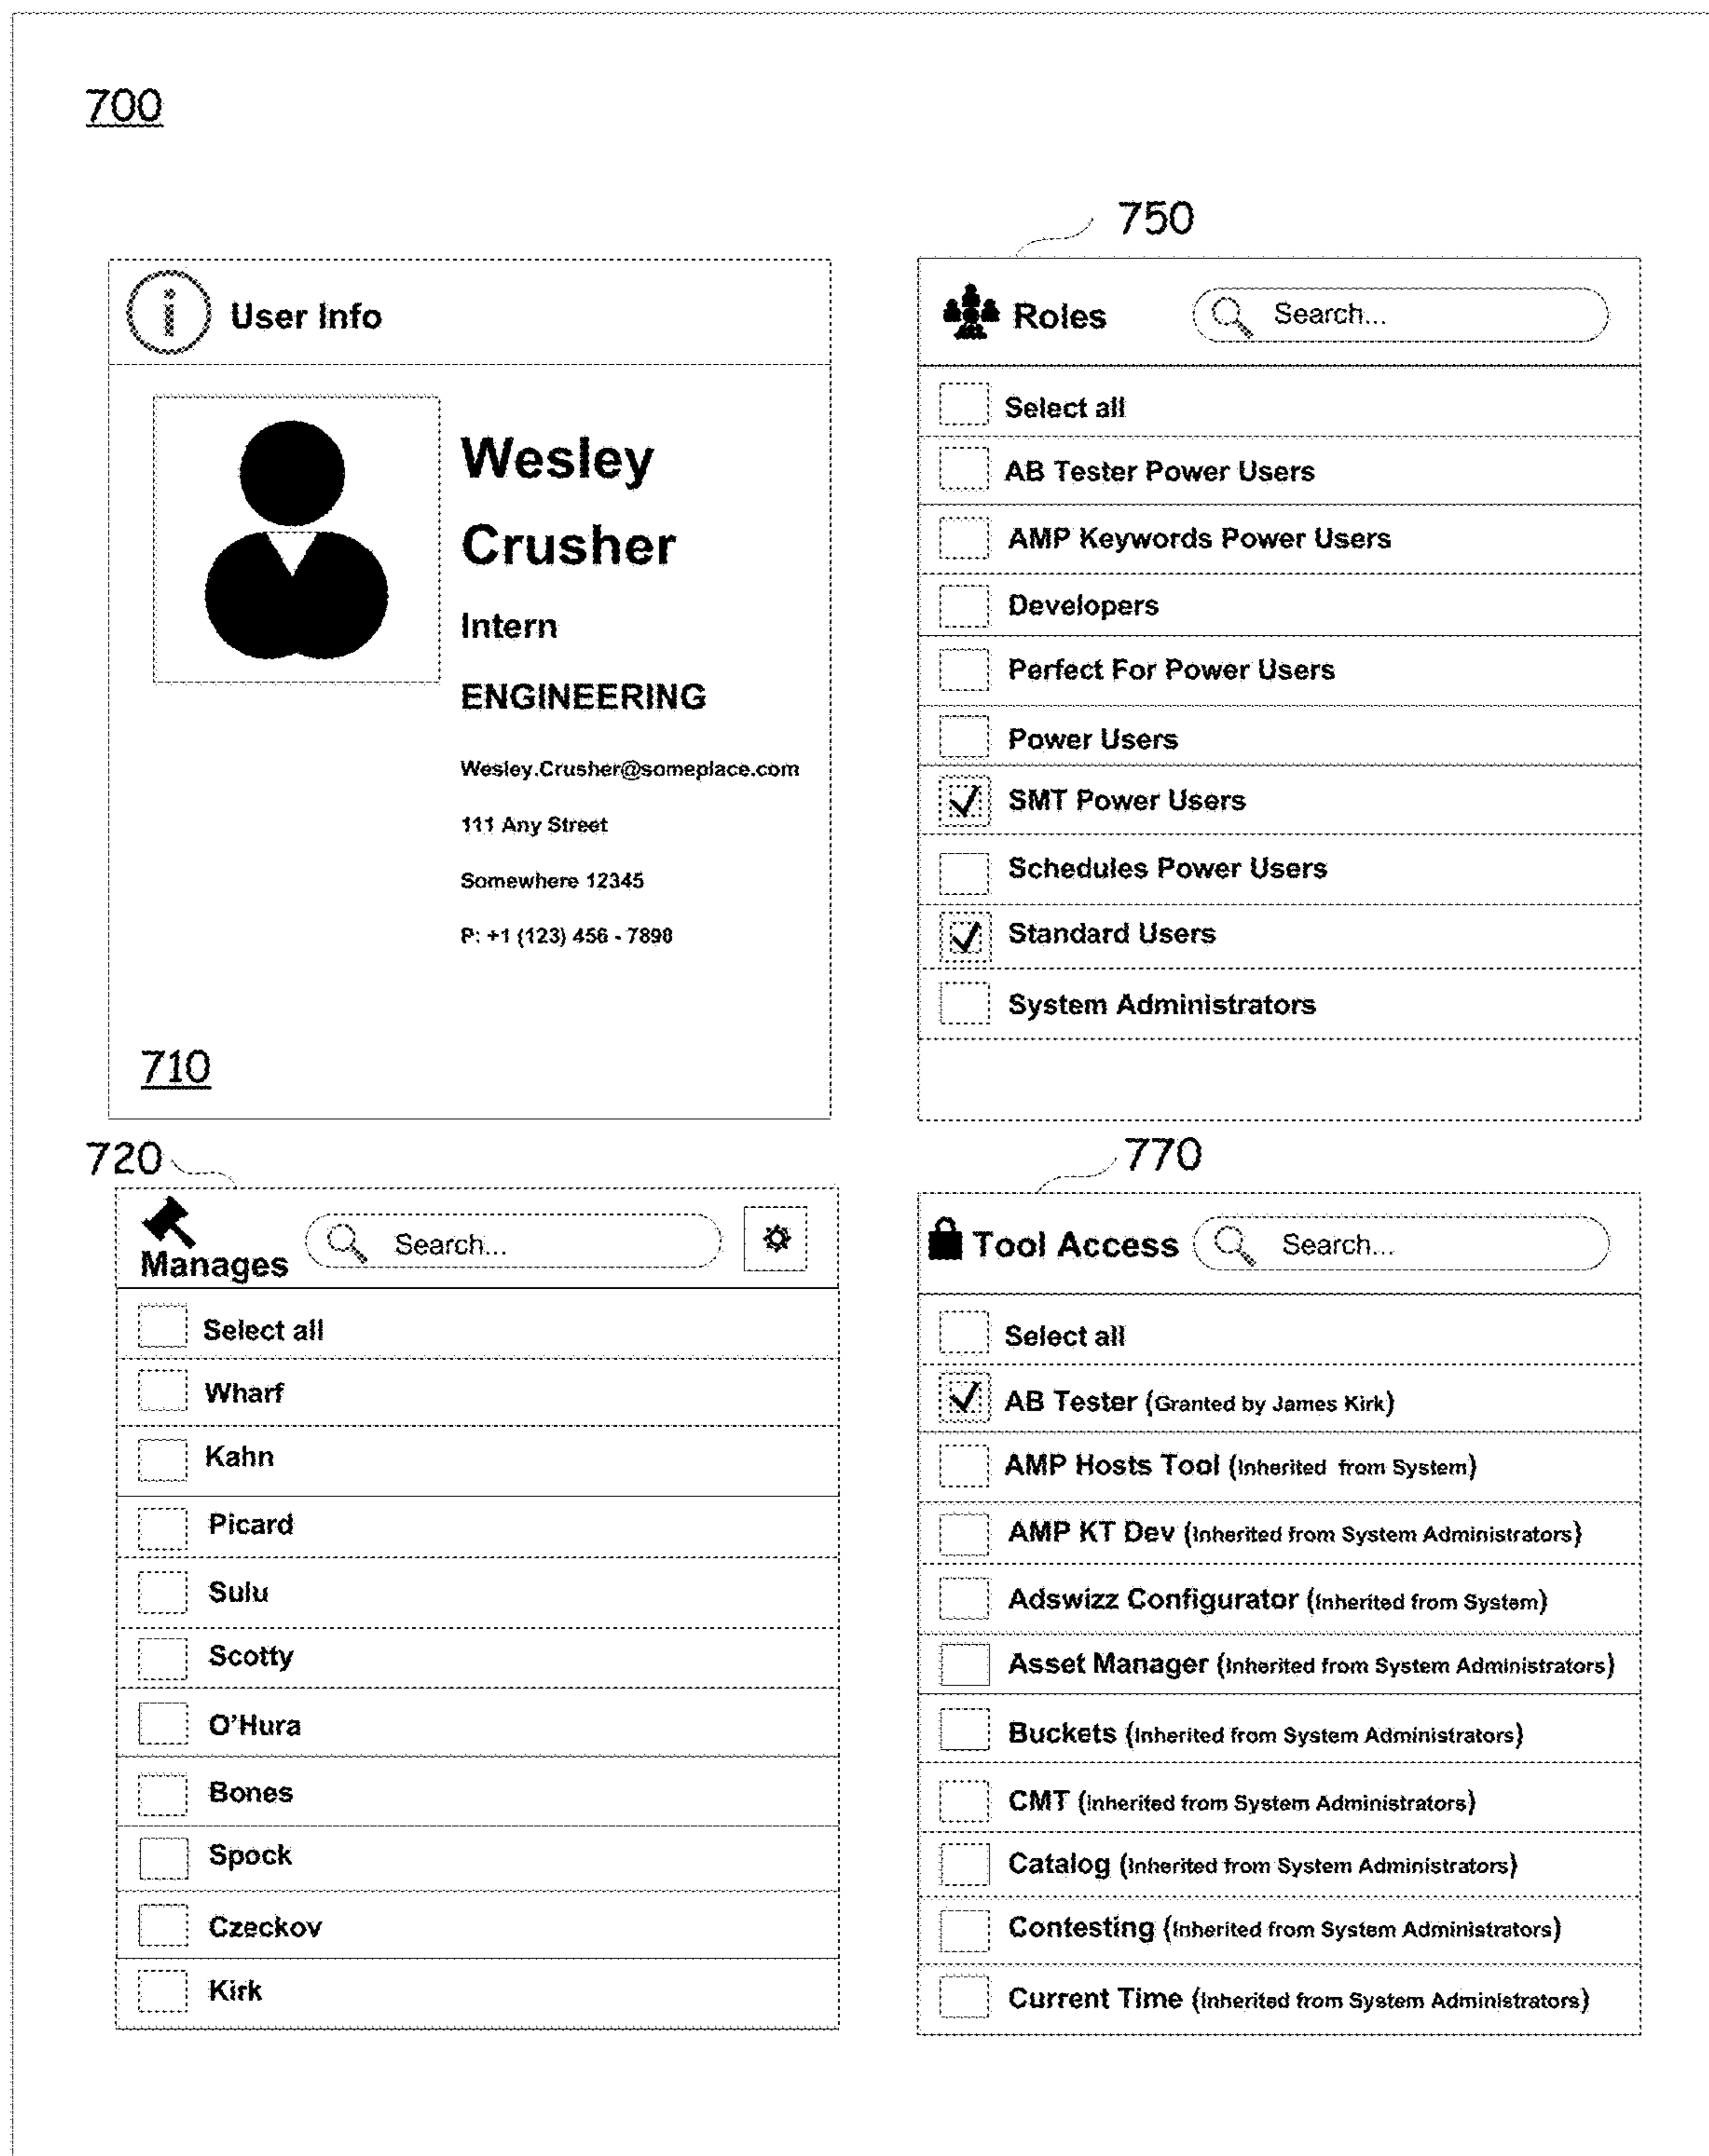 700
User Info
Wesley
Crusher
Intern
ENGINEERING
Wesley.Crusher@someplace.com
111 Any Street
Somewhere 12345
P: +1 (123) 456 - 7898
710
750
Roles
Search...
Select all
AB Tester Power Users
AMP Keywords Power Users
Developers
Perfect For Power Users
Power Users
SMT Power Users
Schedules Power Users
Standard Users
System Administrators
720
Manages
Search...
Select all
Wharf
Kahn
Picard
Sulu
Scotty
O'Hura
Bones
Spock
Czeckov
Kirk
770
Tool Access
Search...
Select all
AB Tester (Granted by James Kirk)
AMP Hosts Tool (Inherited from System)
AMP KT Dev (Inherited from System Administrators)
Adswizz Configurator (Inherited from System)
Asset Manager (Inherited from System Administrators)
Buckets (Inherited from System Administrators)
CMT (Inherited from System Administrators)
Catalog (Inherited from System Administrators)
Contesting (Inherited from System Administrators)
Current Time (Inherited from System Administrators)